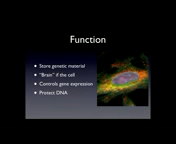 Function
• Store genetic material
• "Brain" if the cell
• Controls gene expression
• Protect DNA